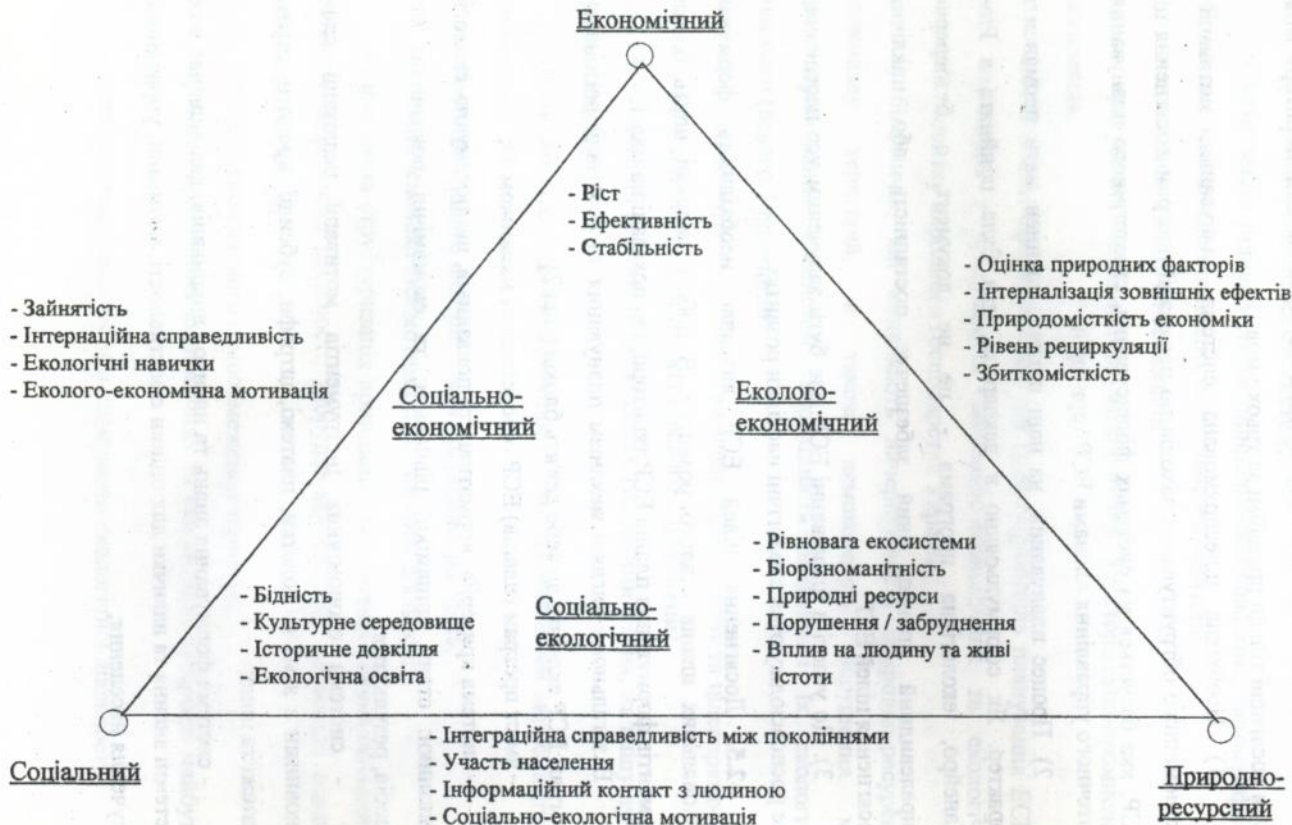 Економічний
- Ріст
- Ефективність
- Стабільність
- Зайнятість
- Інтернаційна справедливість
- Екологічні навички
- Еколого-економічна мотивація
- Оцінка природних факторів
- Інтерналізація зовнішніх ефектів
- Природомісткість економіки
- Рівень рециркуляції
- Збиткомісткість
Соціально-
економічний
Еколого-
економічний
- Бідність
- Культурне середовище
- Історичне довкілля
- Екологічна освіта
Соціально-
екологічний
- Рівновага екосистеми
- Біорізноманітність
- Природні ресурси
- Порушення / забруднення
- Вплив на людину та живі
істоти
Соціальний
- Інтеграційна справедливість між поколіннями
- Участь населення
- Інформаційний контакт з людиною
- Соціально-екологічна мотивація
Природно-
ресурсний